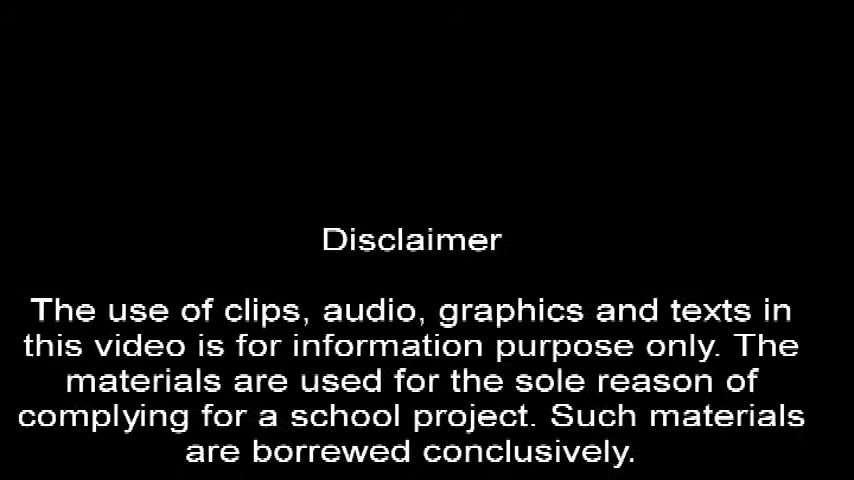 Disclaimer
The use of clips, audio, graphics and texts in
this video is for information purpose only. The
materials are used for the sole reason of
complying for a school project. Such materials
are borrewed conclusively.